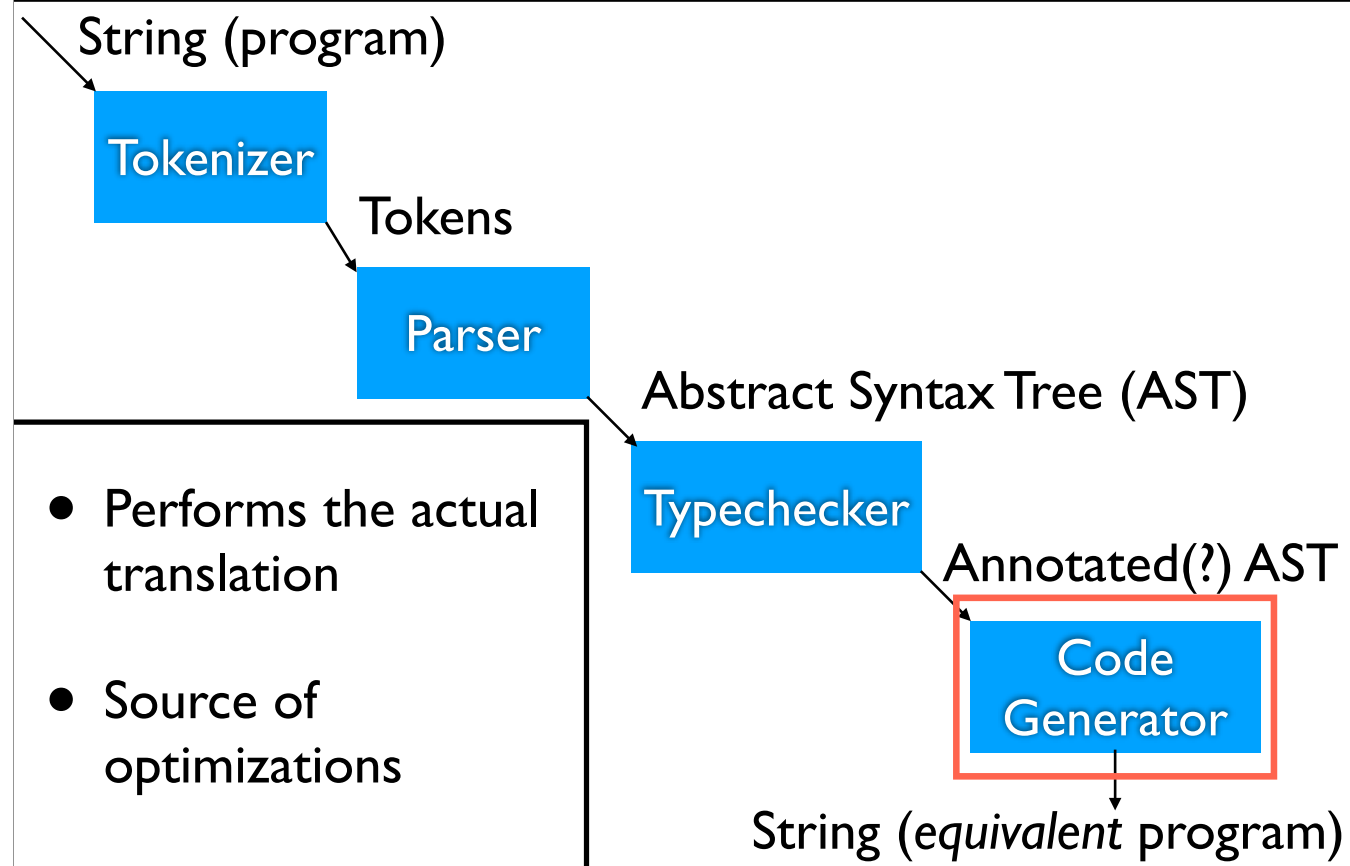 String (program)
Tokenizer
Tokens
Parser
Abstract Syntax Tree (AST)
Typechecker
Annotated(?) AST
Code
Generator
String (equivalent program)
• Performs the actual
translation
• Source of
optimizations